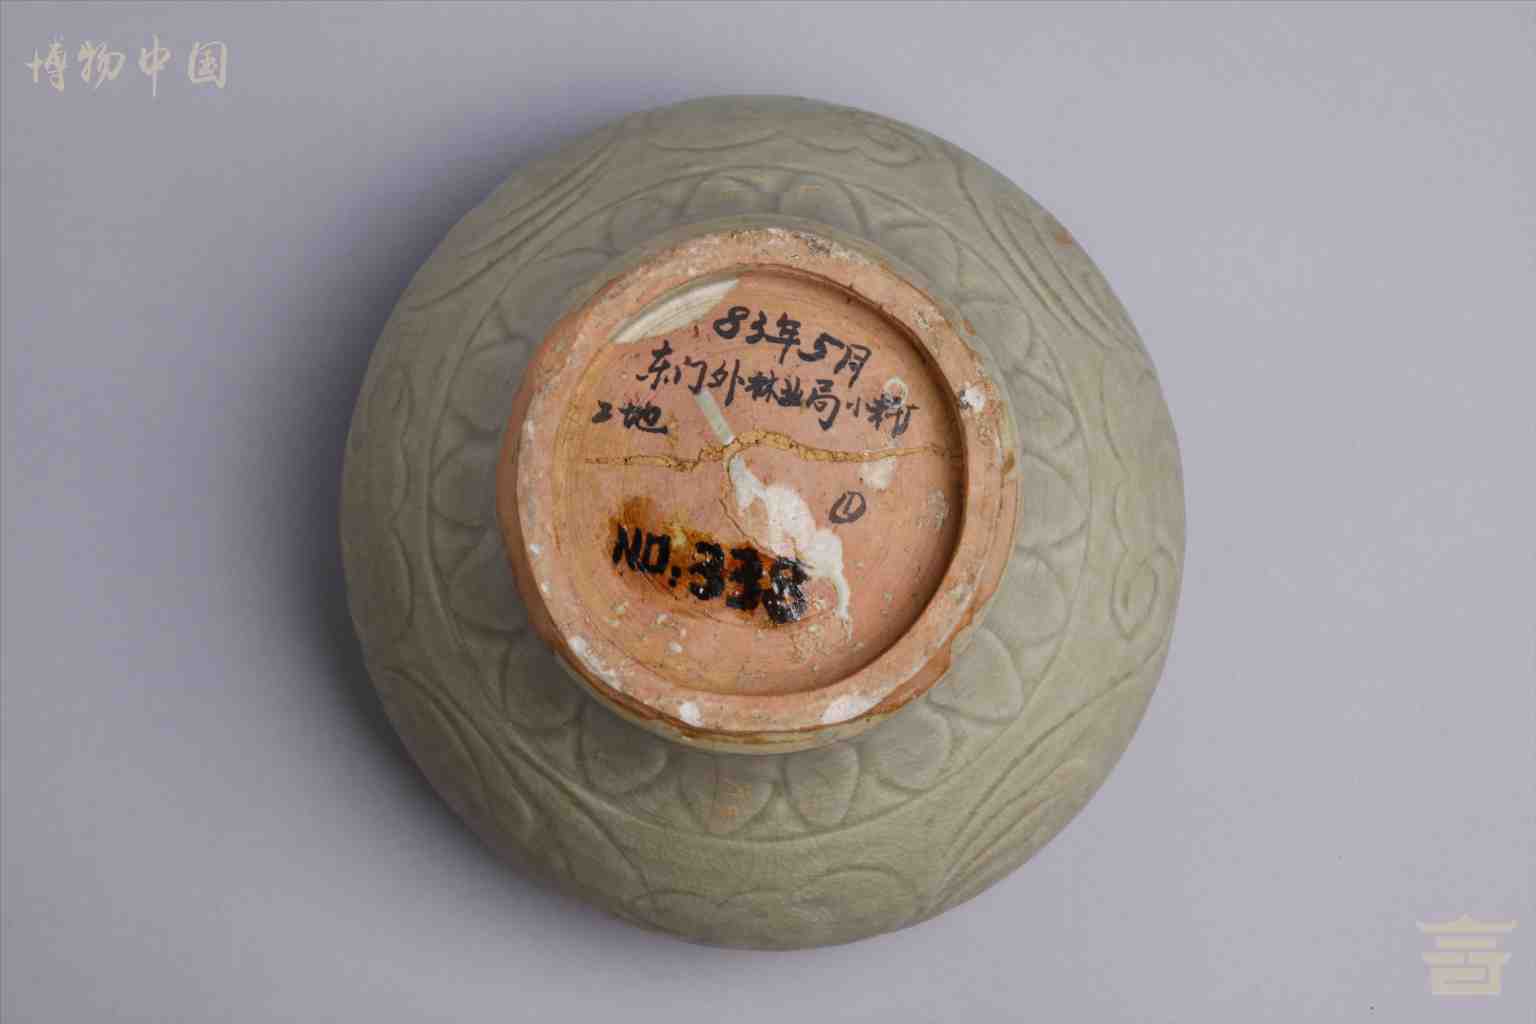 博物中国
83年5月
东门外林业局小料厂
工地
①
NO:338